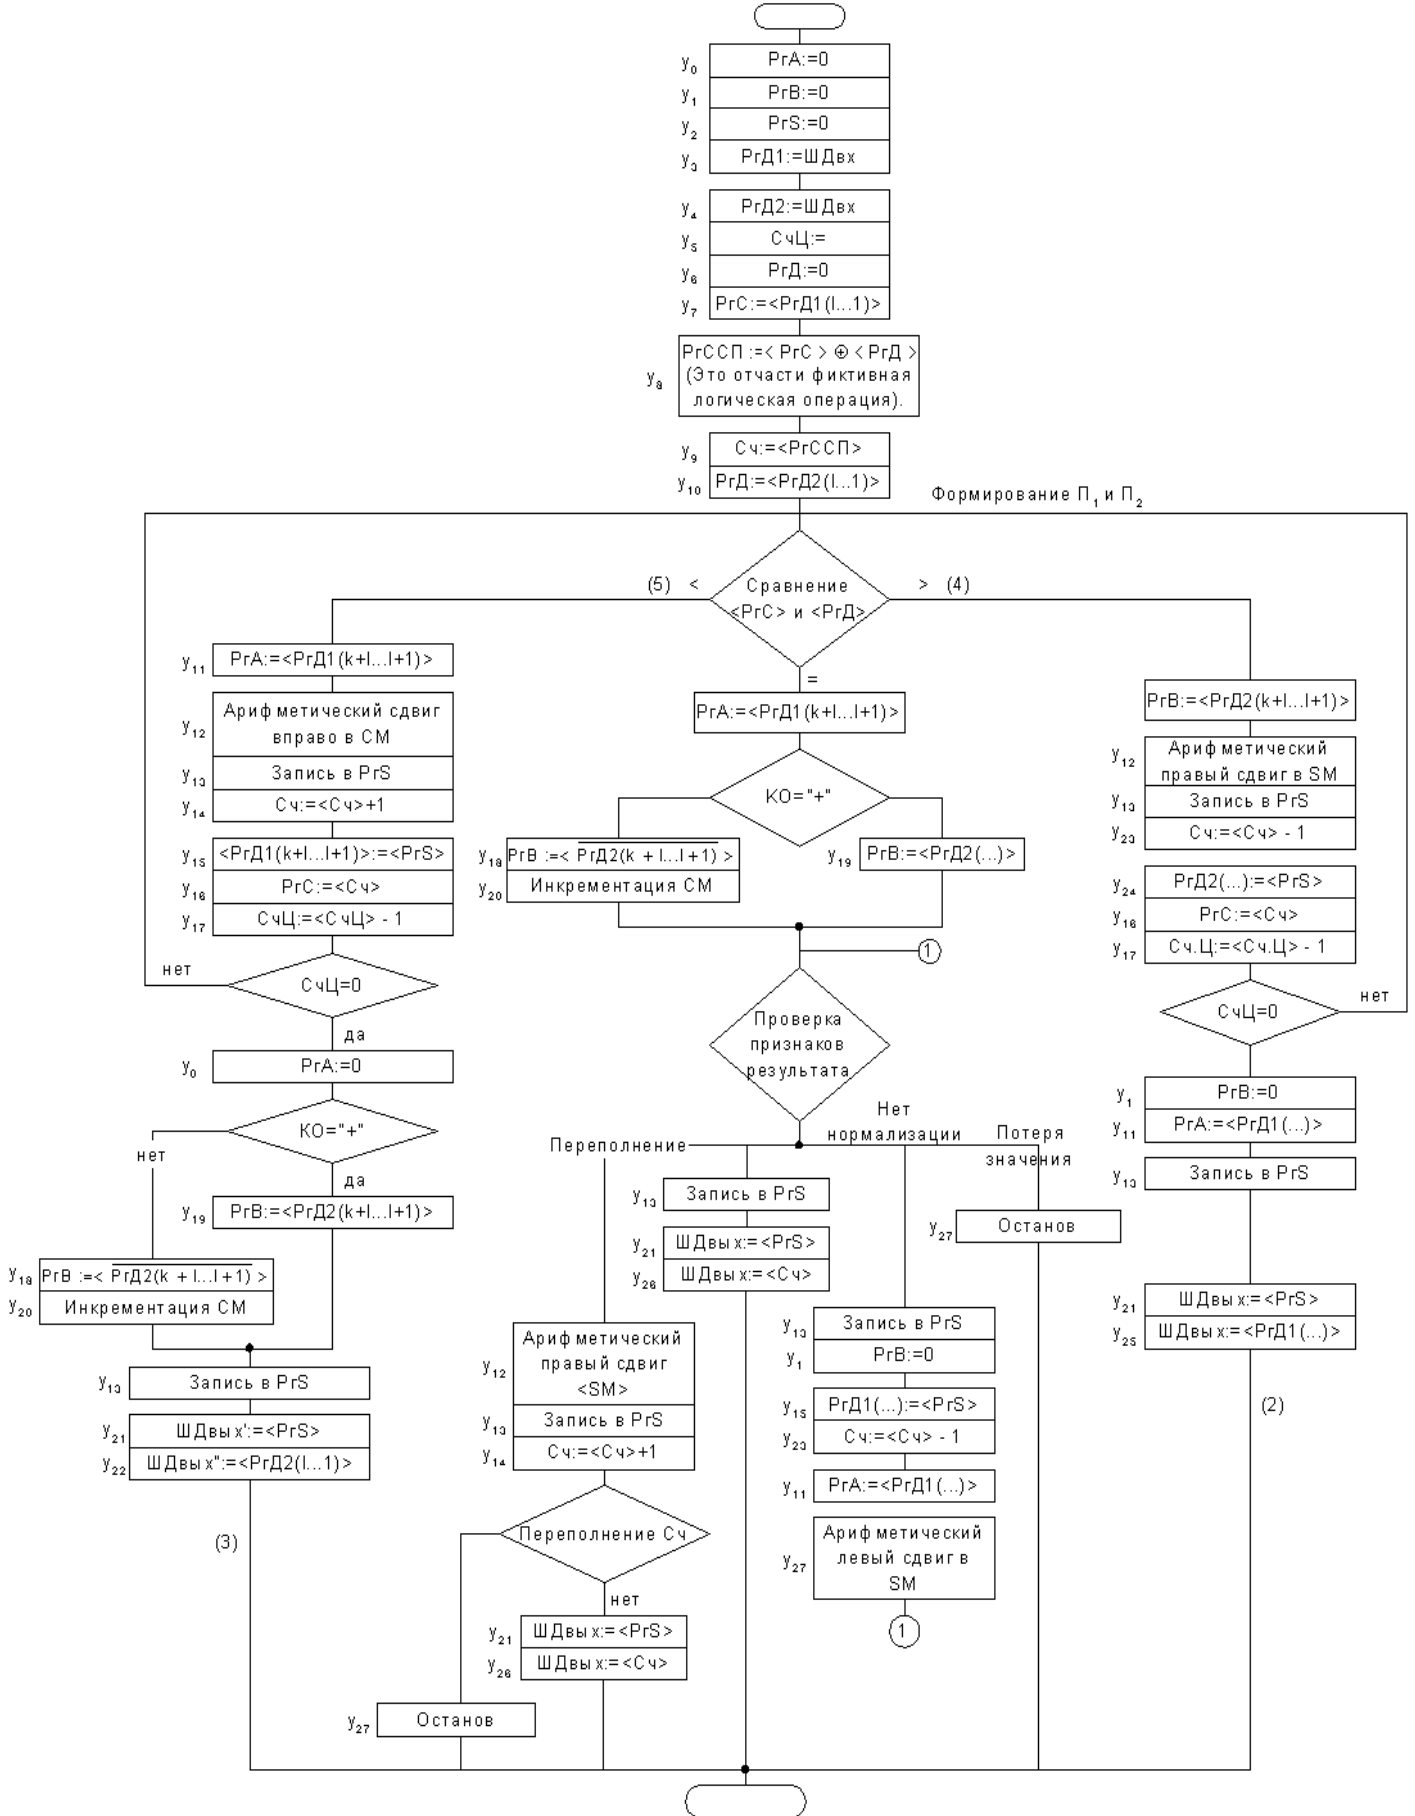 y0 РгА:=0
y1 РгВ:=0
y2 РгS:=0
y3 РгД1:=ШДвх
y4 РгД2:=ШДвх
y5 СчЦ:=
y6 РгД:=0
y7 РгС:=<РгД1(l...1)>
РгССП :=< РгС > ⊕ < РгД >
y8 (Это отчасти фиктивная
логическая операция).
y9 Сч:=<РгССП>
y10 РгД:=<РгД2(l...1)>
Формирование П1 и П2
(5) <
Сравнение
<РгС> и <РгД>
> (4)
=
y11 РгА:=<РгД1(k+l...l+1)>
y12 Арифметический сдвиг
вправо в СМ
y13 Запись в РгS
y14 Сч:=<Сч>+1
y15 <РгД1(k+l...l+1)>:=<РгS>
y16 РгС:=<Сч>
y17 СчЦ:=<СчЦ> - 1
нет
СчЦ=0
да
y0 РгА:=0
КО="+"
нет
да
y19 РгВ:=<РгД2(k+l...l+1)>
y18 РгВ :=< РгД2(k + l...l +1) >
y20 Инкрементация СМ
y13 Запись в РгS
y21 ШДвых':=<РгS>
y22 ШДвых":=<РгД2(l...1)>
(3)
РгА:=<РгД1(k+l...l+1)>
КО="+"
y18 РгВ :=< РгД2(k + l...l +1) >
y20 Инкрементация СМ
y19 РгВ:=<РгД2(...)>
1
Проверка
признаков
результата
Переполнение
Нет
нормализации
Потеря
значения
y12 Арифметический
правый сдвиг
<SM>
y13 Запись в РгS
y14 Сч:=<Сч>+1
Переполнение Сч
нет
y21 ШДвых:=<РгS>
y26 ШДвых:=<Сч>
y27 Останов
y13 Запись в РгS
y21 ШДвых:=<РгS>
y26 ШДвых:=<Сч>
y13 Запись в РгS
y1 РгВ:=0
y15 РгД1(...):=<РгS>
y23 Сч:=<Сч> - 1
y11 РгА:=<РгД1(...)>
y27 Арифметический
левый сдвиг в
SM
1
y27 Останов
РгВ:=<РгД2(k+l...l+1)>
y12 Арифметический
правый сдвиг в SM
y13 Запись в РгS
y23 Сч:=<Сч> - 1
y24 РгД2(...):=<РгS>
y16 РгС:=<Сч>
y17 Сч.Ц:=<Сч.Ц> - 1
СчЦ=0
нет
y1 РгВ:=0
y11 РгА:=<РгД1(...)>
y13 Запись в РгS
y21 ШДвых:=<РгS>
y25 ШДвых:=<РгД1(...)>
(2)